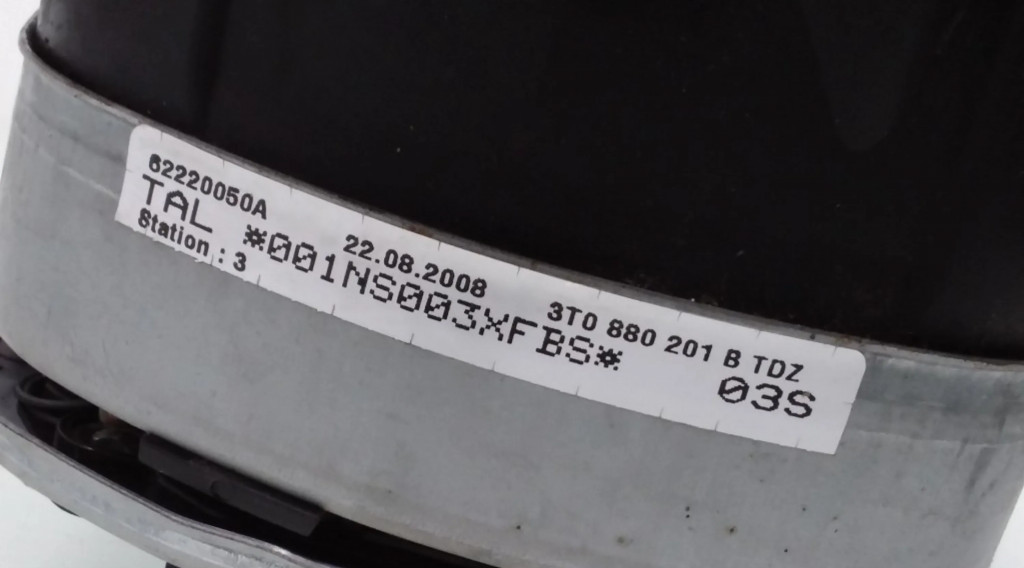 62220050A 22.08.2008 3T0 880 201 B TDZ
TAL *001NS003XFBS* 03S
Station : 3